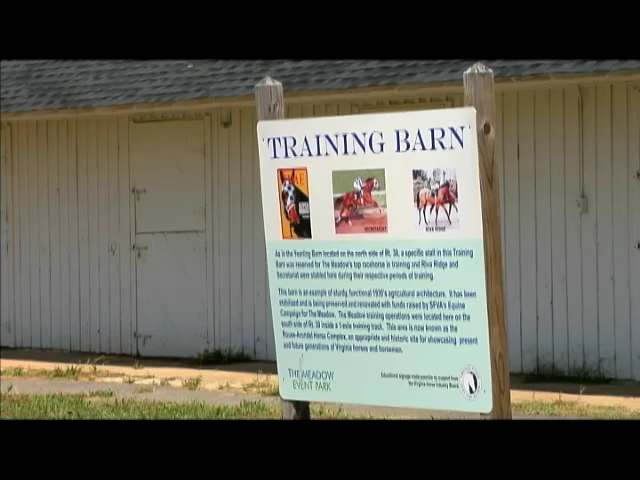 TRAINING BARN
SECRETARIAT
RIVA RIDGE
As in the Yearling Barn located on the north side of Rt. 30, a specific stall in this Training
Barn was reserved for The Meadow's top racehorse in training and Riva Ridge and
Secretariat were stabled here during their respective periods of training.
This barn is an example of sturdy, functional 1930's agricultural architecture. It has been
stabilized and is being preserved and renovated with funds raised by SFVA's Equine
Campaign for The Meadow. The Meadow training operations were located here on the
south side of Rt. 30 inside a 1-mile training track. This area is now known as the
House-Arundel Horse Complex, an appropriate and historic site for showcasing present
and future generations of Virginia horses and horsemen.
THE MEADOW
EVENT PARK
Educational signage made possible by support from
the Virginia Horse Industry Board